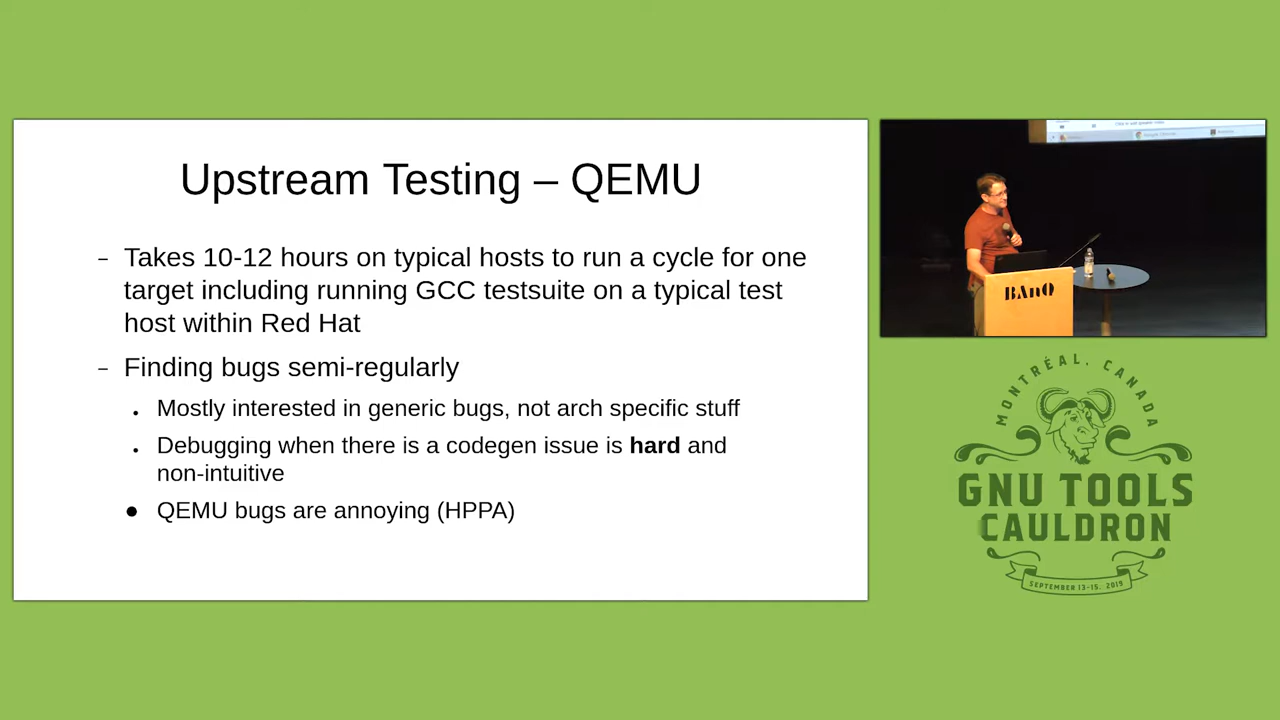 Upstream Testing – QEMU
– Takes 10-12 hours on typical hosts to run a cycle for one
target including running GCC testsuite on a typical test
host within Red Hat
– Finding bugs semi-regularly
• Mostly interested in generic bugs, not arch specific stuff
• Debugging when there is a codegen issue is hard and
non-intuitive
● QEMU bugs are annoying (HPPA)
BAnQ
MONTRÉAL, CANADA
GNU TOOLS
CAULDRON
SEPTEMBER 13-15, 2019